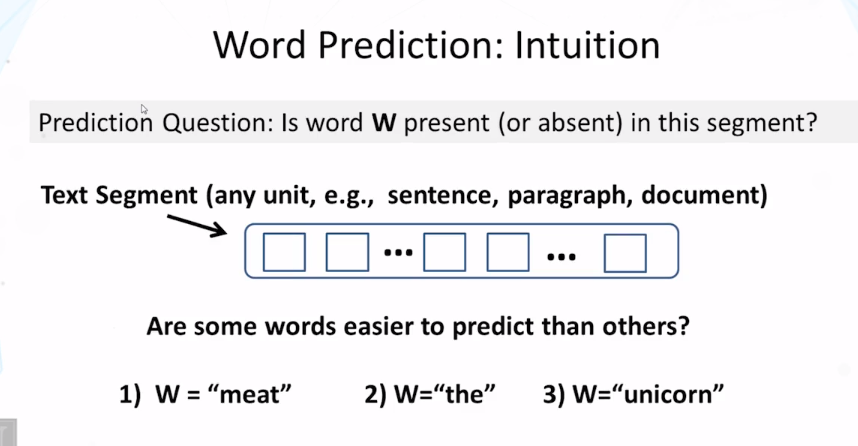 Word Prediction: Intuition
Prediction Question: Is word W present (or absent) in this segment?
Text Segment (any unit, e.g., sentence, paragraph, document)
... ...
Are some words easier to predict than others?
1) W = “meat” 2) W=“the” 3) W=“unicorn”